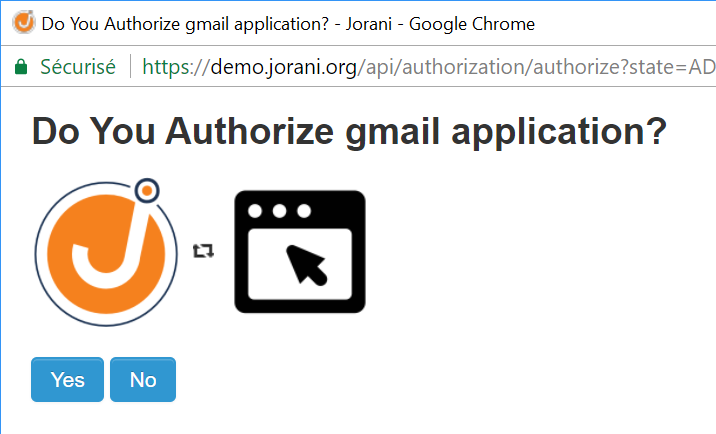 Do You Authorize gmail application? - Jorani - Google Chrome
Sécurisé https://demo.jorani.org/api/authorization/authorize?state=AD
Do You Authorize gmail application?
Yes No